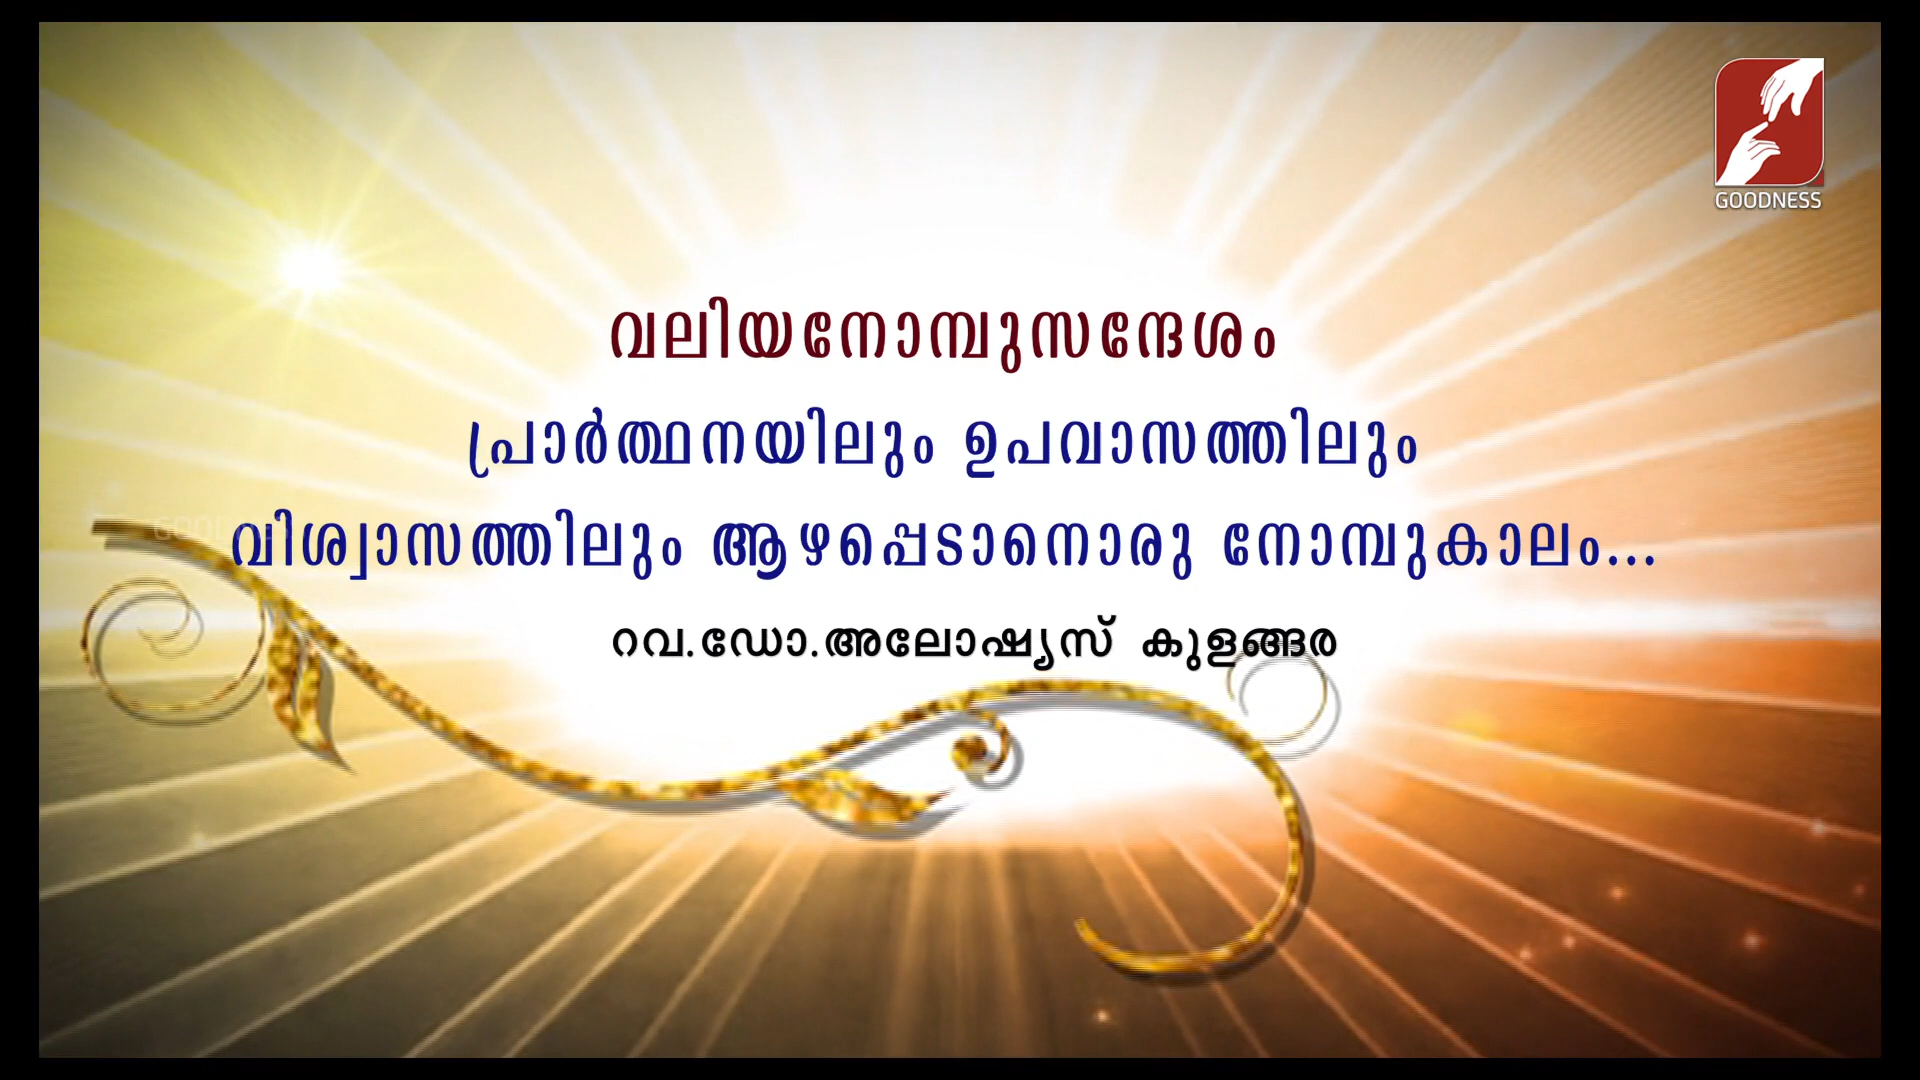 GOODNESS
വലിയനോമ്പുസന്ദേശം
പ്രാർത്ഥനയിലും ഉപവാസത്തിലും
വിശ്വാസത്തിലും ആഴപ്പെടാനൊരു നോമ്പുകാലം...
റവ.ഡോ.അലോഷ്യസ് കുളങ്ങര